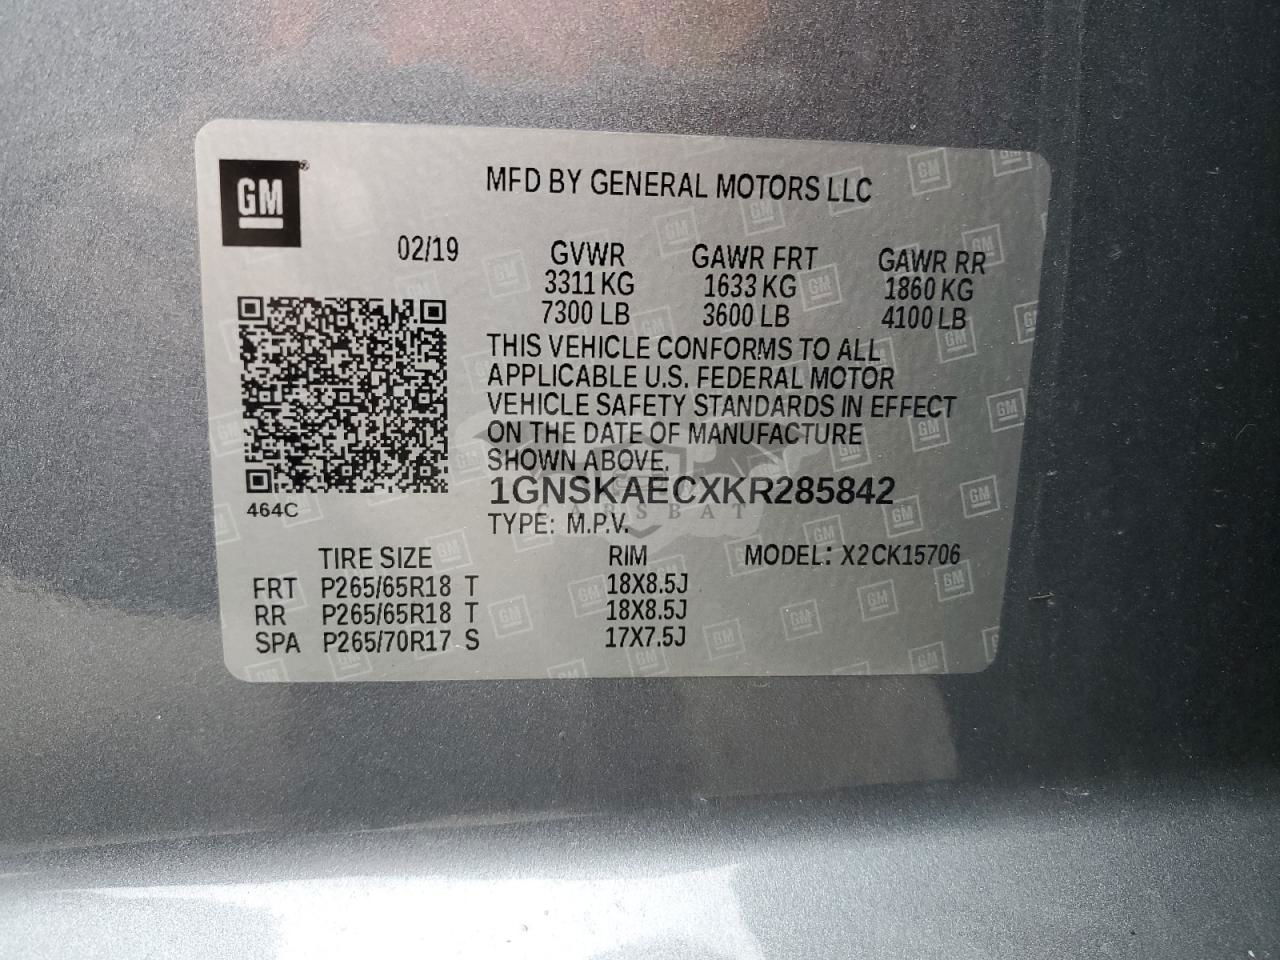 GM
MFD BY GENERAL MOTORS LLC
02/19 GVWR GAWR FRT GAWR RR
3311 KG 1633 KG 1860 KG
7300 LB 3600 LB 4100 LB
THIS VEHICLE CONFORMS TO ALL
APPLICABLE U.S. FEDERAL MOTOR
VEHICLE SAFETY STANDARDS IN EFFECT
ON THE DATE OF MANUFACTURE
SHOWN ABOVE.
1GNSKAECXKR285842
CARSBAT
464C
TYPE: M.P.V.
TIRE SIZE RIM MODEL: X2CK15706
FRT P265/65R18 T 18X8.5J
RR P265/65R18 T 18X8.5J
SPA P265/70R17 S 17X7.5J